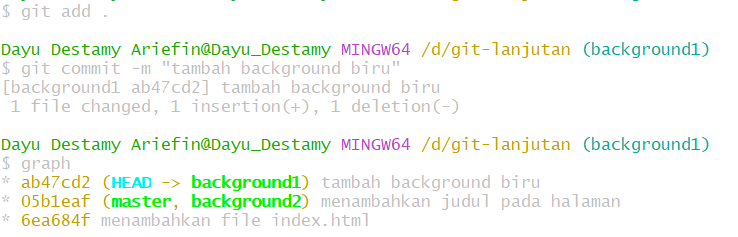 $ git add .
Dayu Destamy Ariefin@Dayu_Destamy MINGW64 /d/git-lanjutan (background1)
$ git commit -m "tambah background biru"
[background1 ab47cd2] tambah background biru
 1 file changed, 1 insertion(+), 1 deletion(-)
Dayu Destamy Ariefin@Dayu_Destamy MINGW64 /d/git-lanjutan (background1)
$ graph
* ab47cd2 (HEAD -> background1) tambah background biru
* 05b1eaf (master, background2) menambahkan judul pada halaman
* 6ea684f menambahkan file index.html